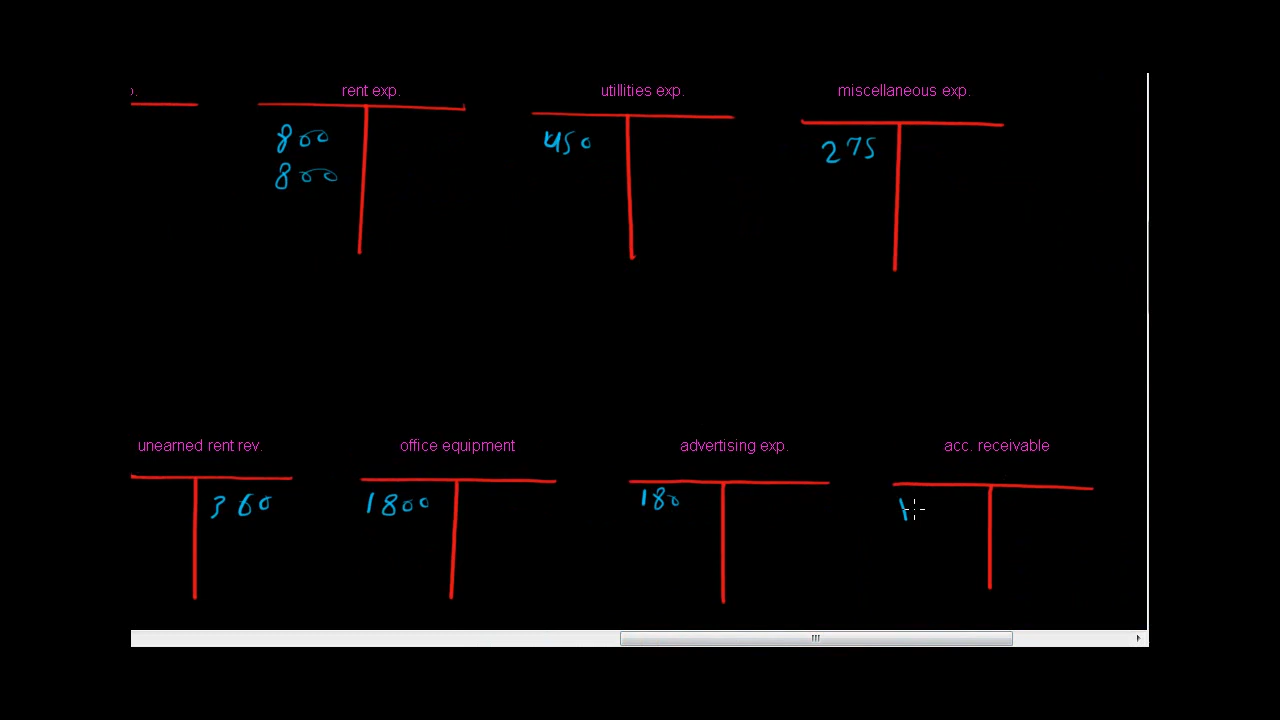 p.
rent exp.
utillities exp.
miscellaneous exp.
800
450
275
800
unearned rent rev.
office equipment
advertising exp.
acc. receivable
360
1800
180